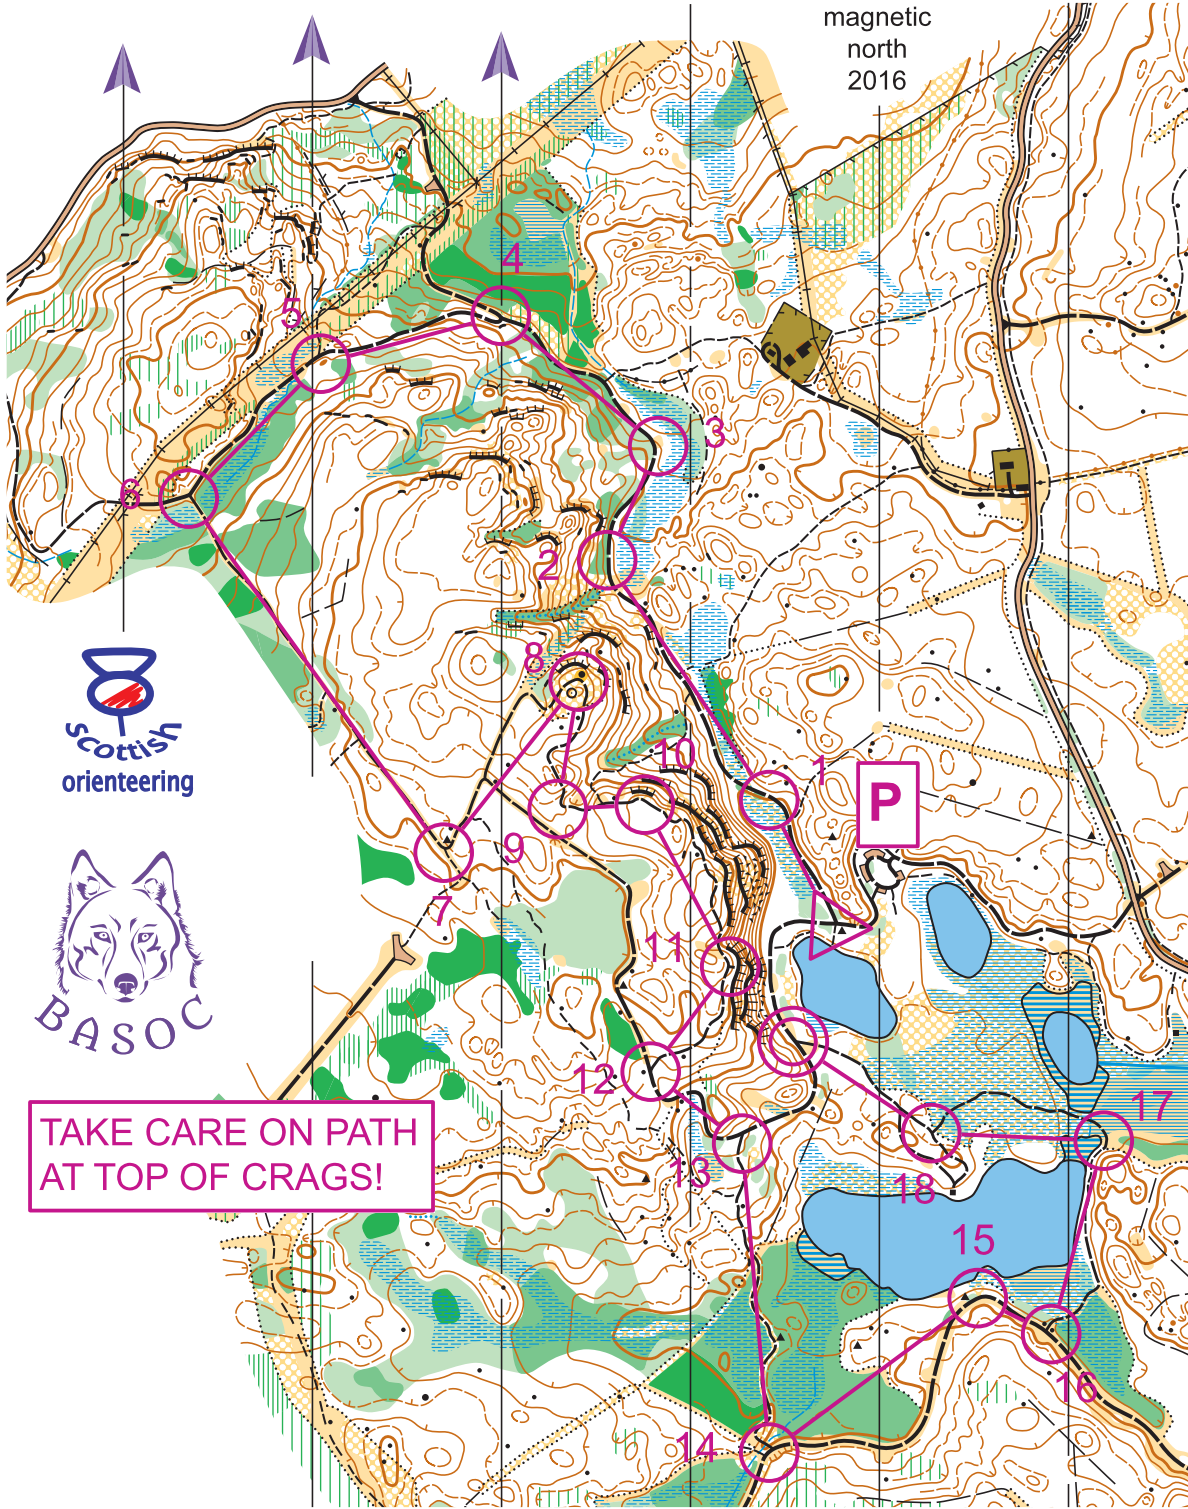 magnetic
north
2016
4
5
3
6
2
8
Scottish
orienteering
10
1
P
9
7
11
BASOC
12
17
TAKE CARE ON PATH
AT TOP OF CRAGS!
13
18
15
16
14